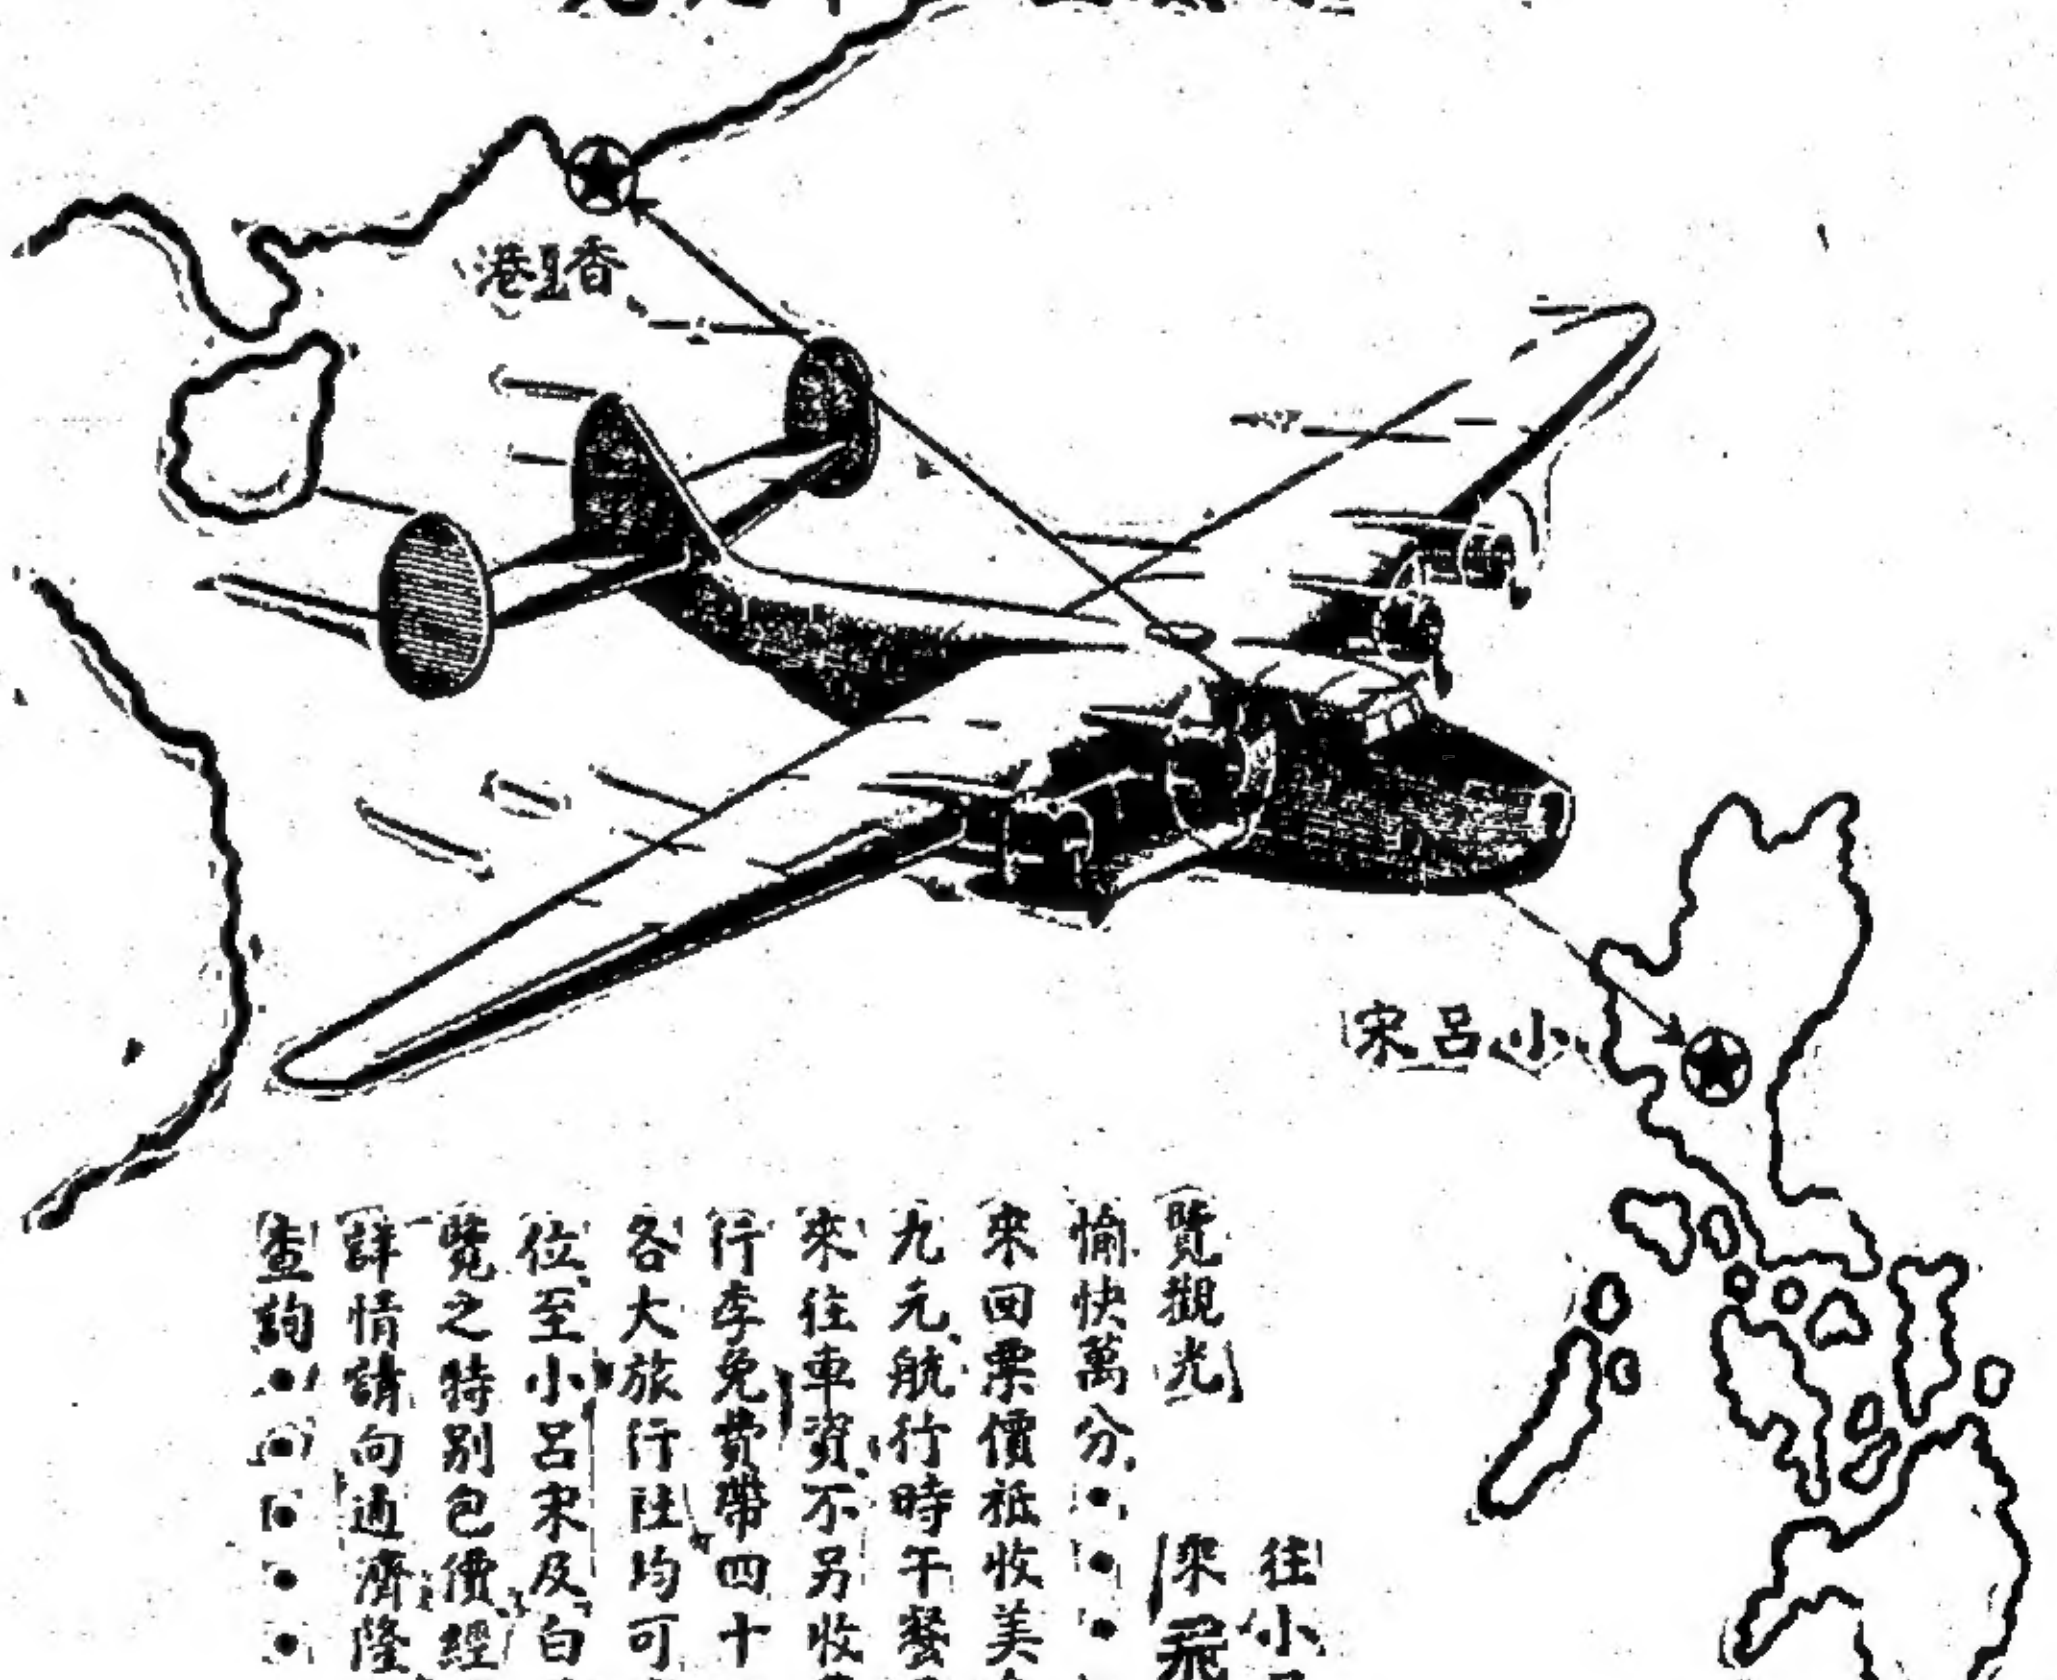 香港
小呂宋
往小
來飛
覽觀光
愉快萬分・・・
來回票價祗收美
九元航行時午餐
來往車資不另收
行李免費帶四十
各大旅行社均可
位至小呂宋及白
覽之特別包價經
詳情請向通濟隆
查詢・・・・・